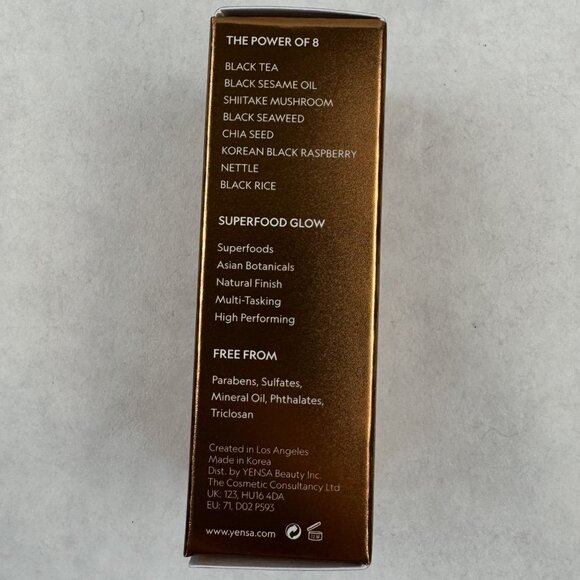 THE POWER OF 8
BLACK TEA
BLACK SESAME OIL
SHIITAKE MUSHROOM
BLACK SEAWEED
CHIA SEED
KOREAN BLACK RASPBERRY
NETTLE
BLACK RICE
SUPERFOOD GLOW
Superfoods
Asian Botanicals
Natural Finish
Multi-Tasking
High Performing
FREE FROM
Parabens, Sulfates,
Mineral Oil, Phthalates,
Triclosan
Created in Los Angeles
Made in Korea
Dist. by YENSA Beauty Inc.
The Cosmetic Consultancy Ltd
UK: 123, HU16 4DA
EU: 71, D02 P593
www.yensa.com